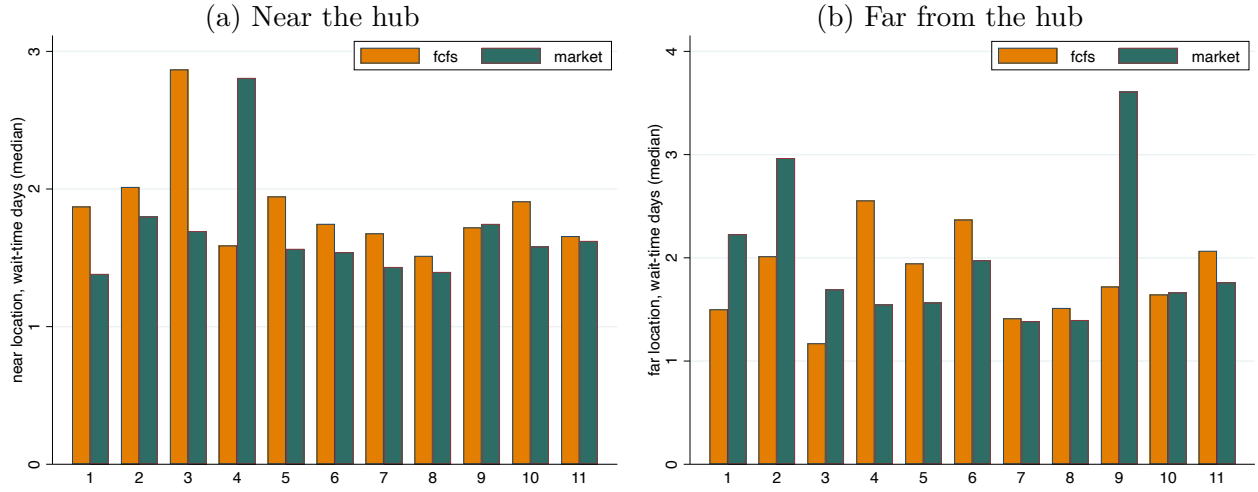 (a) Near the hub
near location, wait-time days (median)
0
1
2
3
fcfs market
1 2 3 4 5 6 7 8 9 10 11
(b) Far from the hub
far location, wait-time days (median)
0
1
2
3
4
fcfs market
1 2 3 4 5 6 7 8 9 10 11